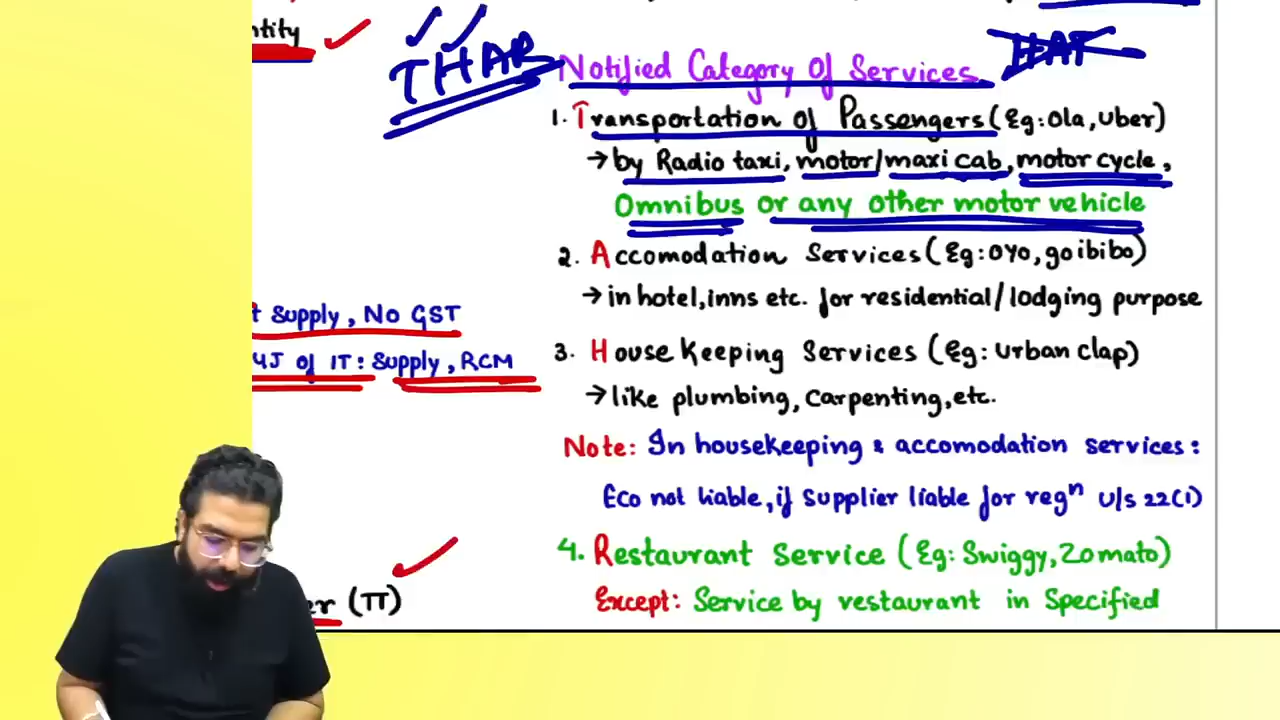 ntity
THAR
HAT
Notified Category Of Services
1. Transportation of Passengers (Eg: Ola, Uber)
→ by Radio taxi, motor/maxi cab, motor cycle,
Omnibus or any other motor vehicle
2. Accomodation Services (Eg: OYO, goibibo)
→ in hotel, inns etc. for residential/lodging purpose
t Supply, No GST
3. House Keeping Services (Eg: Urban clap)
4J of IT: Supply, RCM
→ like plumbing, Carpenting, etc.
Note: In housekeeping & accomodation services:
Eco not liable, if supplier liable for regn u/s 22(1)
4. Restaurant Service (Eg: Swiggy, Zomato)
er (π)
Except: Service by restaurant in Specified